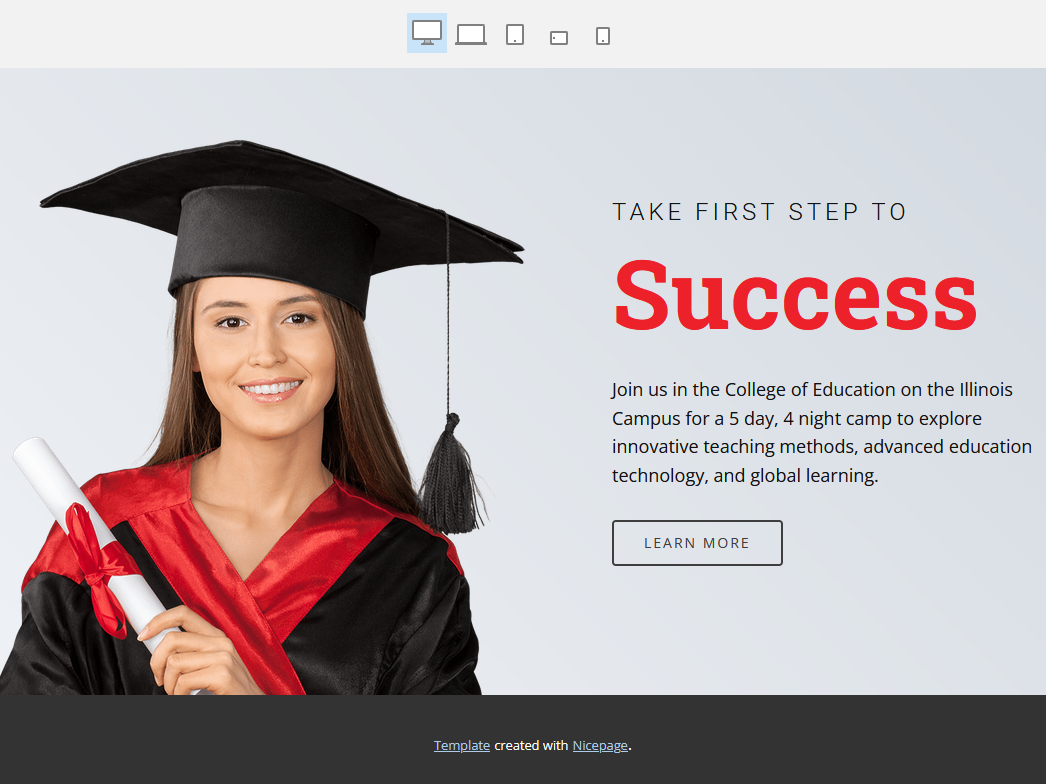 TAKE FIRST STEP TO
Success
Join us in the College of Education on the Illinois
Campus for a 5 day, 4 night camp to explore
innovative teaching methods, advanced education
technology, and global learning.
LEARN MORE
Template created with Nicepage.